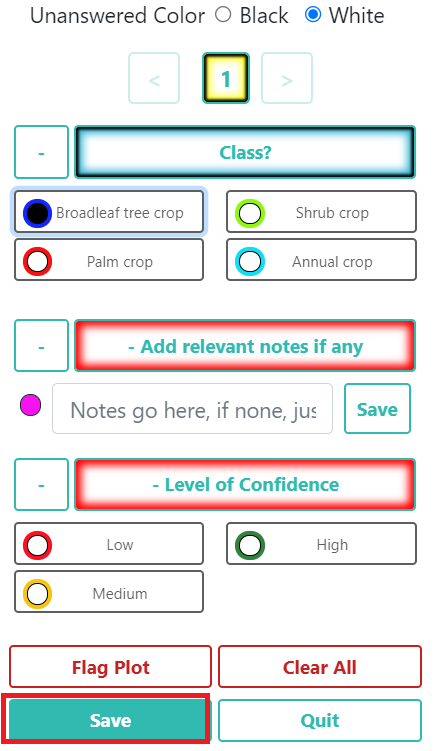 Unanswered Color Black White
< 1 >
- Class?
Broadleaf tree crop Shrub crop
Palm crop Annual crop
- - Add relevant notes if any
Notes go here, if none, jus Save
- - Level of Confidence
Low High
Medium
Flag Plot Clear All
Save Quit